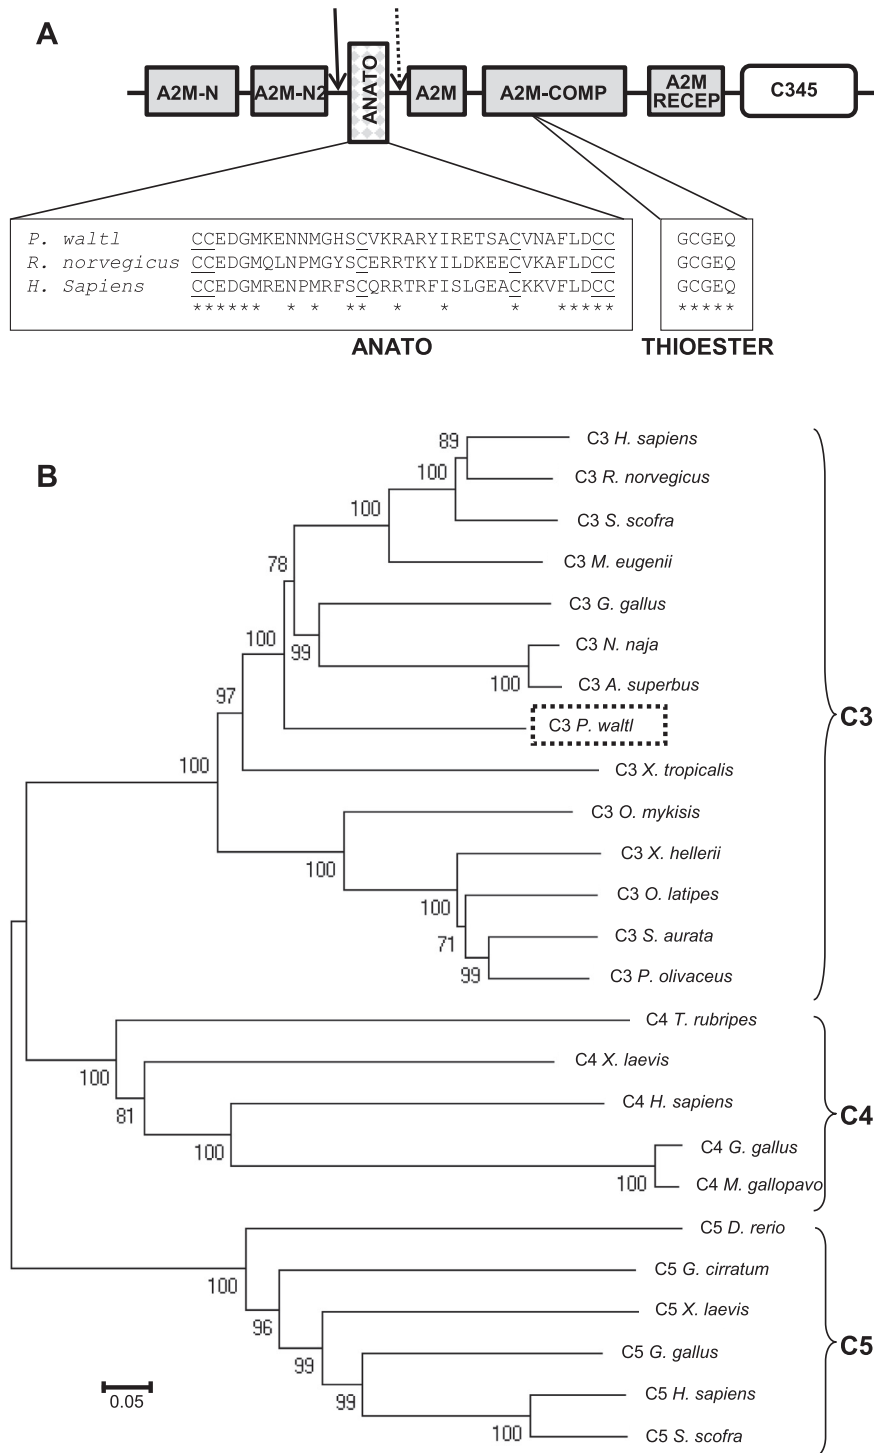 A
A2M-N
A2M-N2
ANATO
A2M
A2M-COMP
A2M
RECEP
C345
P. waltl CCEDGMKENNMGHSCVKRARYIRETSACVNAFLDCC GCGEQ
R. norvegicus CCEDGMQLNPMGYSCERRTKYILDKEECVKAFLDCC GCGEQ
H. Sapiens CCEDGMRENPMRFSCQRRTRFISLGEACKKVFLDCC GCGEQ
****** * * ** * * * ***** *****
ANATO THIOESTER
B
89
C3 H. sapiens
100
C3 R. norvegicus
100
C3 S. scofra
78
C3 M. eugenii
C3 G. gallus
100
99
C3 N. naja
100
C3 A. superbus
97
C3 P. waltl
C3
100
C3 X. tropicalis
C3 O. mykisis
100
C3 X. hellerii
100
C3 O. latipes
71
C3 S. aurata
99
C3 P. olivaceus
C4 T. rubripes
100
C4 X. laevis
81
C4 H. sapiens
C4
100
C4 G. gallus
100
C4 M. gallopavo
C5 D. rerio
100
C5 G. cirratum
96
C5 X. laevis
99
C5
C5 G. gallus
99
C5 H. sapiens
100
C5 S. scofra
0.05